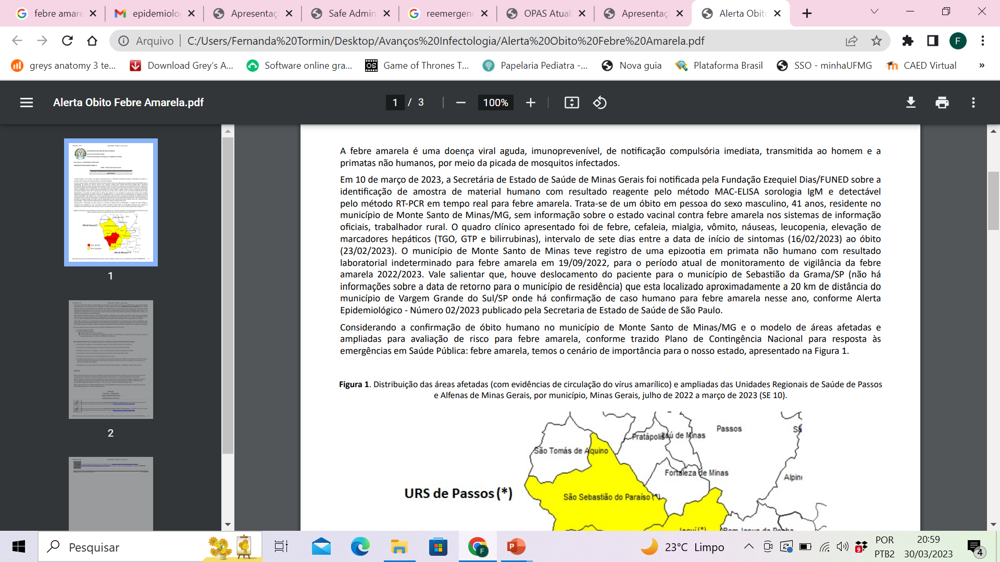 febre amare
epidemiolo
Apresentaç
Safe Admin
reemergenc
OPAS Atual
Apresentaç
Alerta Obito
Arquivo
C:/Users/Fernanda%20Tormin/Desktop/Avanços%20Infectologia/Alerta%20Obito%20Febre%20Amarela.pdf
F
greys anatomy 3 te...
Download Grey's A...
Software online gra...
Game of Thrones T...
Papelaria Pediatra -...
Nova guia
Plataforma Brasil
SSO - minhaUFMG
CAED Virtual
»
Alerta Obito Febre Amarela.pdf
1 / 3
100%
A febre amarela é uma doença viral aguda, imunoprevenível, de notificação compulsória imediata, transmitida ao homem e a
primatas não humanos, por meio da picada de mosquitos infectados.
Em 10 de março de 2023, a Secretária de Estado de Saúde de Minas Gerais foi notificada pela Fundação Ezequiel Dias/FUNED sobre a
identificação de amostra de material humano com resultado reagente pelo método MAC-ELISA sorologia IgM e detectável
pelo método RT-PCR em tempo real para febre amarela. Trata-se de um óbito em pessoa do sexo masculino, 41 anos, residente no
município de Monte Santo de Minas/MG, sem informação sobre o estado vacinal contra febre amarela nos sistemas de informação
oficiais, trabalhador rural. O quadro clínico apresentado foi de febre, cefaleia, mialgia, vômito, náuseas, leucopenia, elevação de
marcadores hepáticos (TGO, GTP e bilirrubinas), intervalo de sete dias entre a data de início de sintomas (16/02/2023) ao óbito
(23/02/2023). O município de Monte Santo de Minas teve registro de uma epizootia em primata não humano com resultado
laboratorial indeterminado para febre amarela em 19/09/2022, para o período atual de monitoramento de vigilância da febre
amarela 2022/2023. Vale salientar que, houve deslocamento do paciente para o município de Sebastião da Grama/SP (não há
informações sobre a data de retorno para o município de residência) que esta localizado aproximadamente a 20 km de distância do
município de Vargem Grande do Sul/SP onde há confirmação de caso humano para febre amarela nesse ano, conforme Alerta
Epidemiológico - Número 02/2023 publicado pela Secretaria de Estado de Saúde de São Paulo.
Considerando a confirmação de óbito humano no município de Monte Santo de Minas/MG e o modelo de áreas afetadas e
ampliadas para avaliação de risco para febre amarela, conforme trazido Plano de Contingência Nacional para resposta às
emergências em Saúde Pública: febre amarela, temos o cenário de importância para o nosso estado, apresentado na Figura 1.
Figura 1. Distribuição das áreas afetadas (com evidências de circulação do vírus amarílico) e ampliadas das Unidades Regionais de Saúde de Passos
e Alfenas de Minas Gerais, por município, Minas Gerais, julho de 2022 a março de 2023 (SE 10).
Passos
Pratápolis
Itaú de Minas
São Tomás de Aquino
Fortaleza de Minas
Alpin
URS de Passos (*)
São Sebastião do Paraíso (*)
Jacuí (*)
Bom Jesus da Penha
URS de Passos (*)
URS de Alfenas (**)
1
2
Pesquisar
23°C Limpo
9
POR
PTB2
20:59
30/03/2023
4